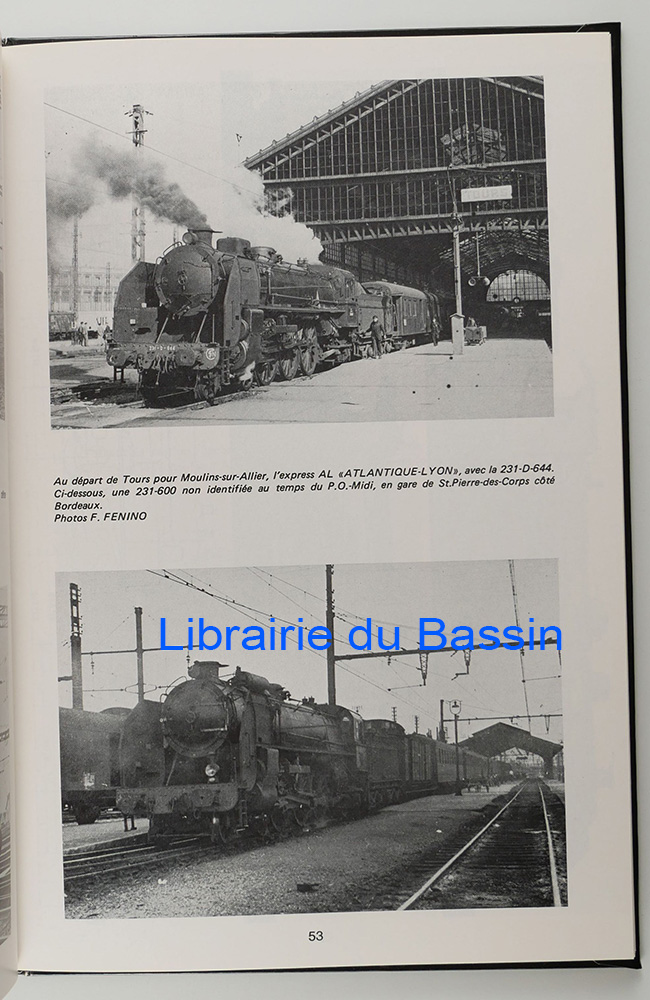 TOURS
231-D-644
Au départ de Tours pour Moulins-sur-Allier, l'express AL «ATLANTIQUE-LYON», avec la 231-D-644.
Ci-dessous, une 231-600 non identifiée au temps du P.O.-Midi, en gare de St.Pierre-des-Corps côté
Bordeaux.
Photos F. FENINO
Librairie du Bassin
53